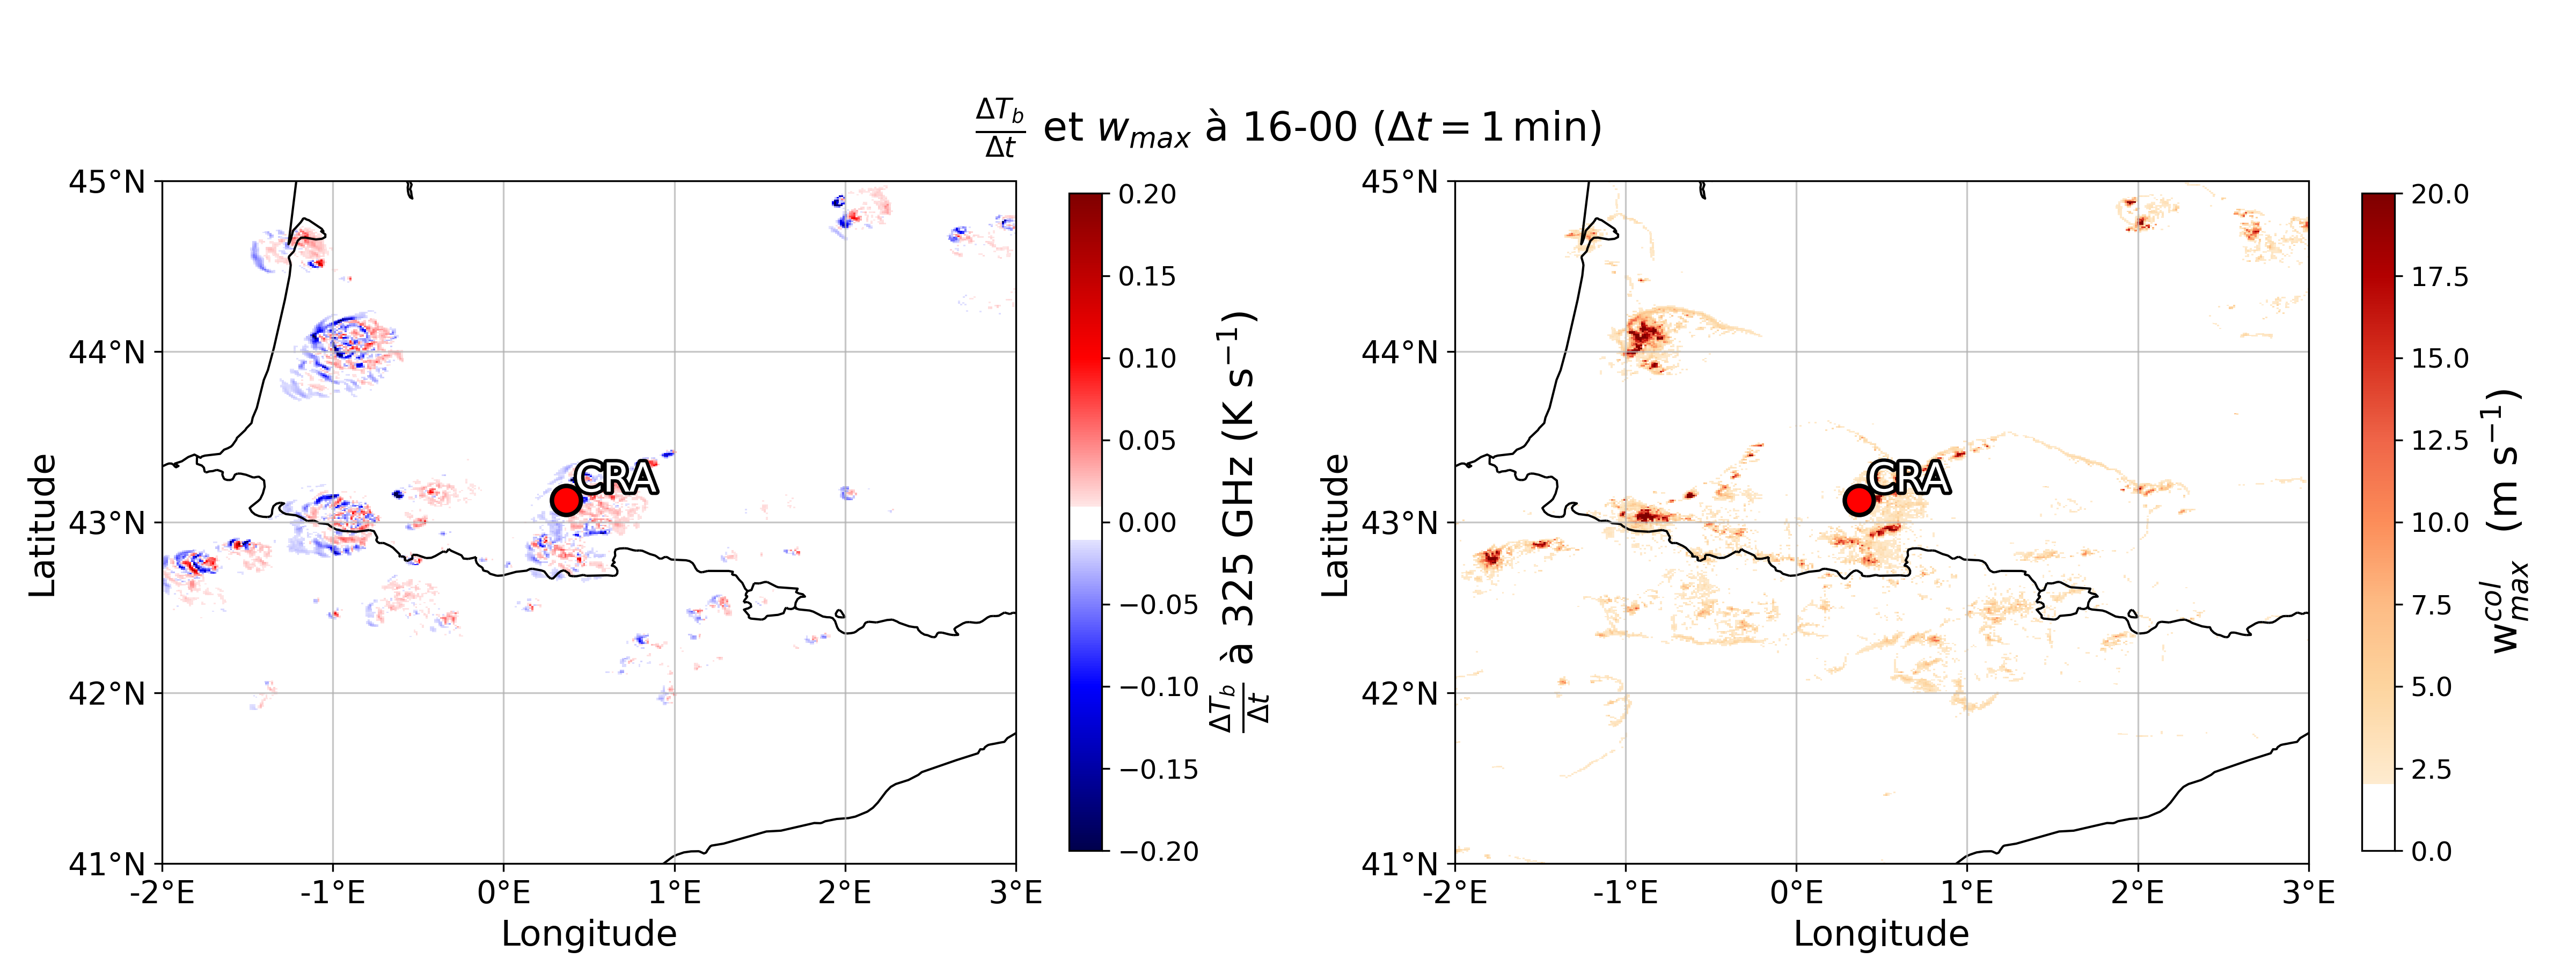 ΔT_b/Δt et w_max à 16-00 (Δt = 1 min)
45°N
44°N
43°N
42°N
41°N
-2°E
-1°E
0°E
1°E
2°E
3°E
Longitude
Latitude
CRA
0.20
0.15
0.10
0.05
0.00
−0.05
−0.10
−0.15
−0.20
ΔT_b/Δt à 325 GHz (K s⁻¹)
45°N
44°N
43°N
42°N
41°N
-2°E
-1°E
0°E
1°E
2°E
3°E
Longitude
Latitude
CRA
20.0
17.5
15.0
12.5
10.0
7.5
5.0
2.5
0.0
w_max^col (m s⁻¹)